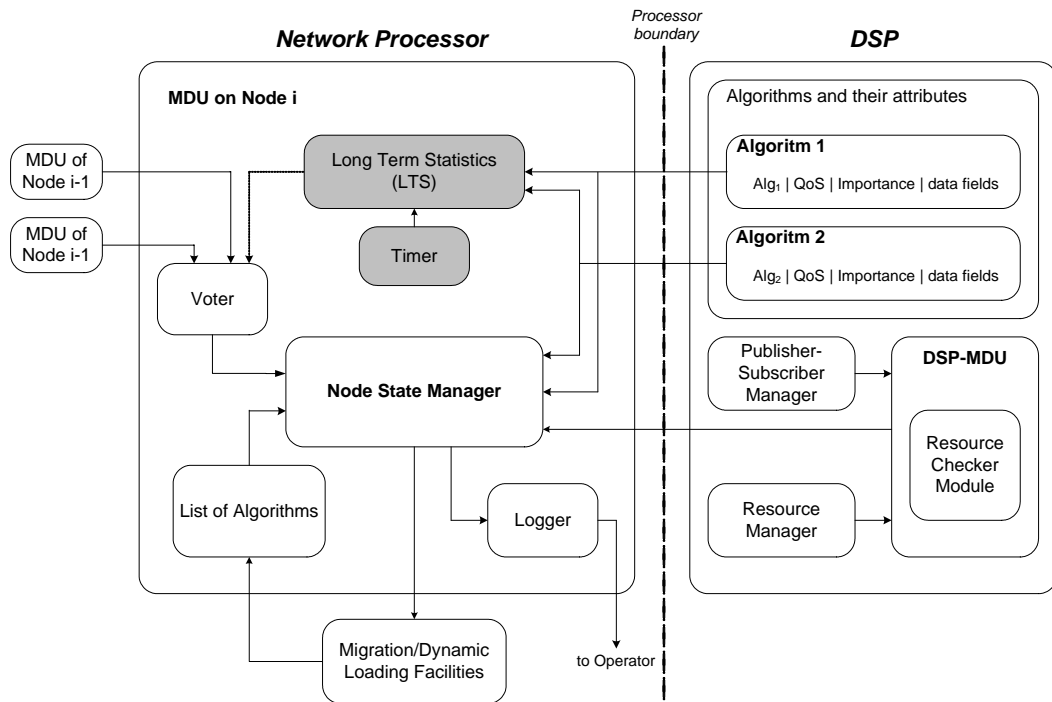 Processor
boundary
Network Processor
DSP
MDU on Node i
Algorithms and their attributes
Long Term Statistics
(LTS)
Algoritm 1
Alg₁ | QoS | Importance | data fields
MDU of
Node i-1
MDU of
Node i-1
Timer
Algoritm 2
Alg₂ | QoS | Importance | data fields
Voter
Node State Manager
Publisher-
Subscriber
Manager
DSP-MDU
Resource
Checker
Module
List of Algorithms
Logger
Resource
Manager
Migration/Dynamic
Loading Facilities
to Operator